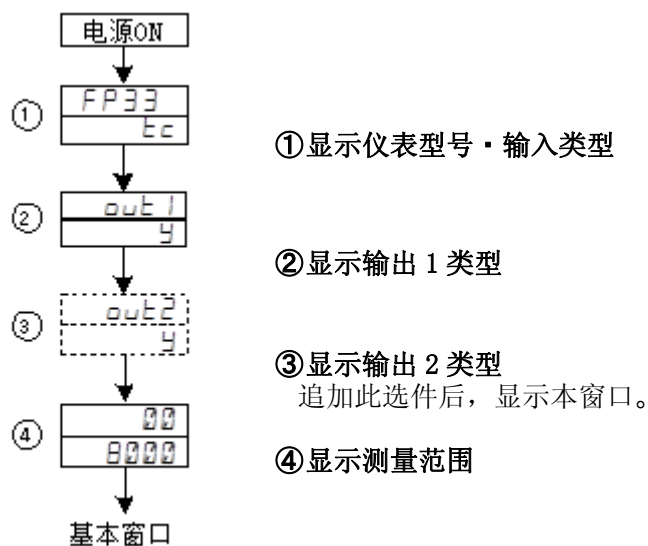 电源ON
①
FP33
tc
①显示仪表型号·输入类型
②
out1
y
②显示输出1类型
③
out2
y
③显示输出2类型
追加此选件后，显示本窗口。
④
00
8000
④显示测量范围
基本窗口